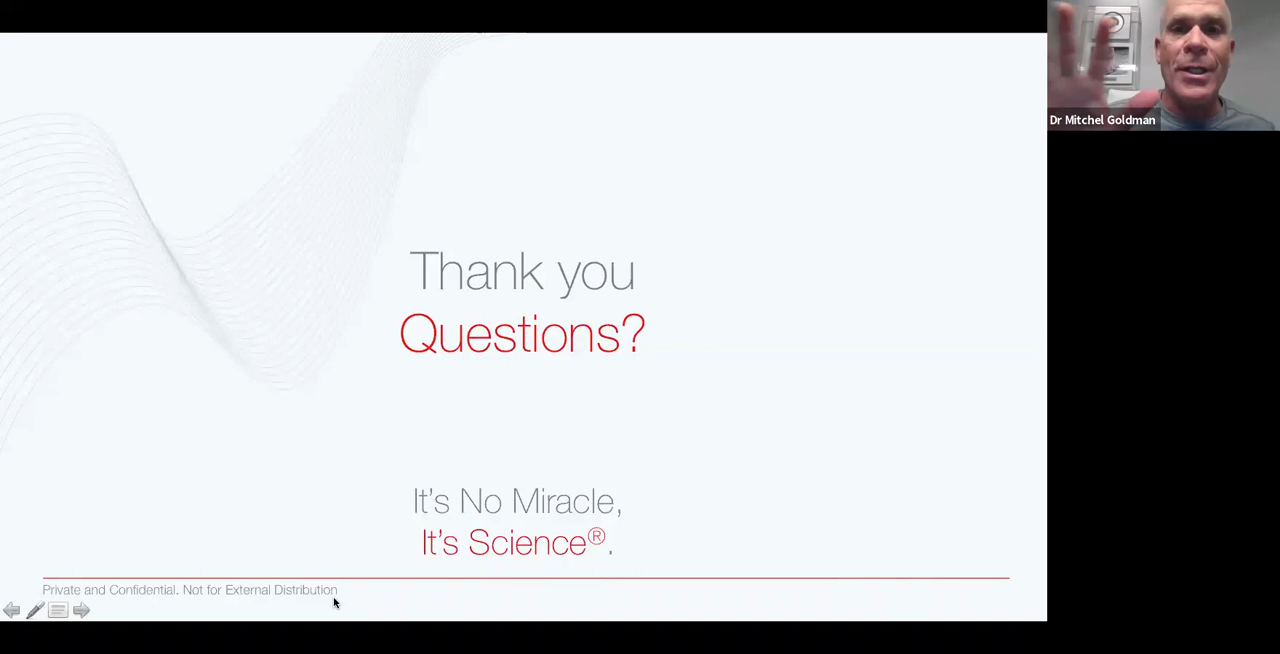 Dr Mitchel Goldman
Thank you
Questions?
It's No Miracle,
It's Science®.
Private and Confidential. Not for External Distribution